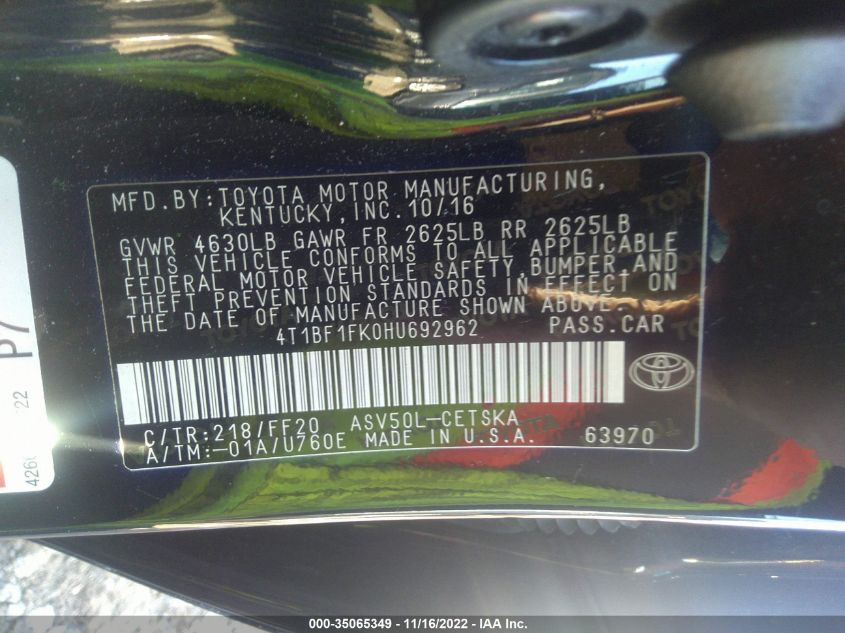 MFD.BY:TOYOTA MOTOR MANUFACTURING,
KENTUCKY,INC.10/16
GVWR 4630LB GAWR FR 2625LB RR 2625LB
THIS VEHICLE CONFORMS TO ALL APPLICABLE
FEDERAL MOTOR VEHICLE SAFETY,BUMPER,AND
THEFT PREVENTION STANDARDS IN EFFECT ON
THE DATE OF MANUFACTURE SHOWN ABOVE.
4T1BF1FK0HU692962 PASS.CAR
C/TR:218/FF20 ASV50L-CETSKA
A/TM:-01A/U760E MADE IN U.S.A. 63970
P7
22
000-35065349 - 11/16/2022 - IAA Inc.